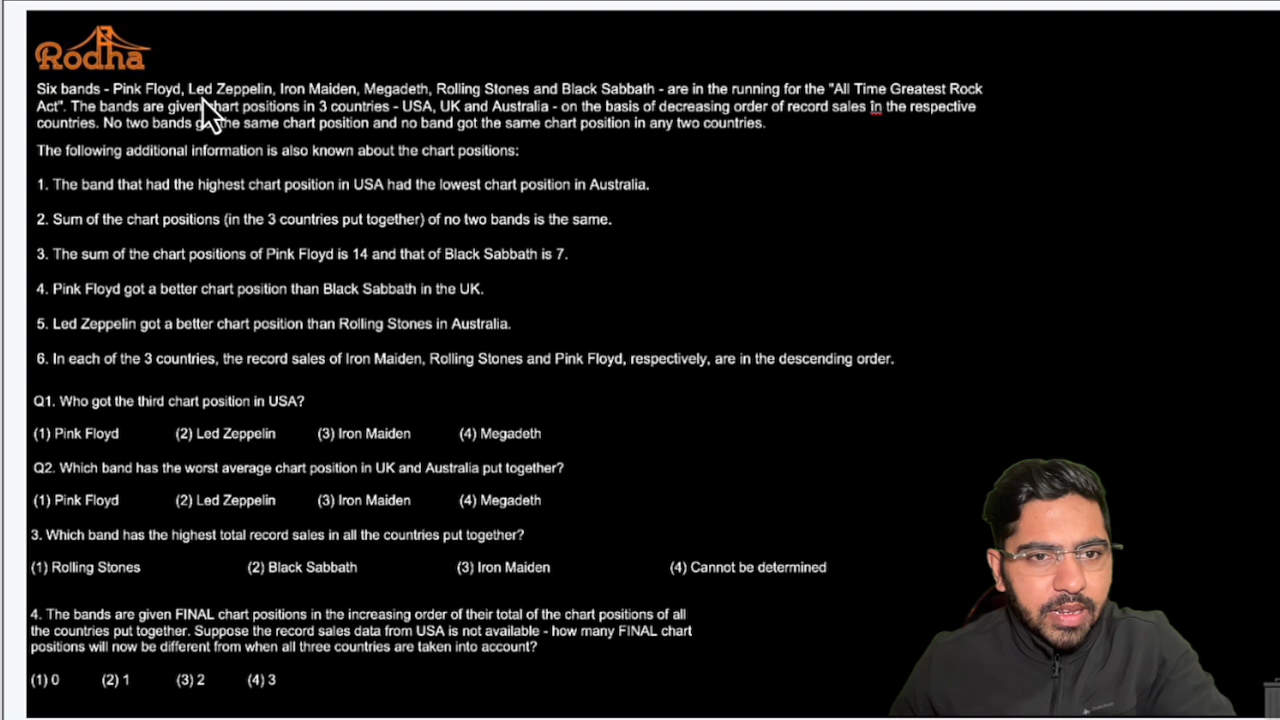 Rodha
Six bands - Pink Floyd, Led Zeppelin, Iron Maiden, Megadeth, Rolling Stones and Black Sabbath - are in the running for the "All Time Greatest Rock
Act". The bands are given chart positions in 3 countries - USA, UK and Australia - on the basis of decreasing order of record sales in the respective
countries. No two bands the same chart position and no band got the same chart position in any two countries.
The following additional information is also known about the chart positions:
1. The band that had the highest chart position in USA had the lowest chart position in Australia.
2. Sum of the chart positions (in the 3 countries put together) of no two bands is the same.
3. The sum of the chart positions of Pink Floyd is 14 and that of Black Sabbath is 7.
4. Pink Floyd got a better chart position than Black Sabbath in the UK.
5. Led Zeppelin got a better chart position than Rolling Stones in Australia.
6. In each of the 3 countries, the record sales of Iron Maiden, Rolling Stones and Pink Floyd, respectively, are in the descending order.
Q1. Who got the third chart position in USA?
(1) Pink Floyd (2) Led Zeppelin (3) Iron Maiden (4) Megadeth
Q2. Which band has the worst average chart position in UK and Australia put together?
(1) Pink Floyd (2) Led Zeppelin (3) Iron Maiden (4) Megadeth
3. Which band has the highest total record sales in all the countries put together?
(1) Rolling Stones (2) Black Sabbath (3) Iron Maiden (4) Cannot be determined
4. The bands are given FINAL chart positions in the increasing order of their total of the chart positions of all
the countries put together. Suppose the record sales data from USA is not available - how many FINAL chart
positions will now be different from when all three countries are taken into account?
(1) 0 (2) 1 (3) 2 (4) 3